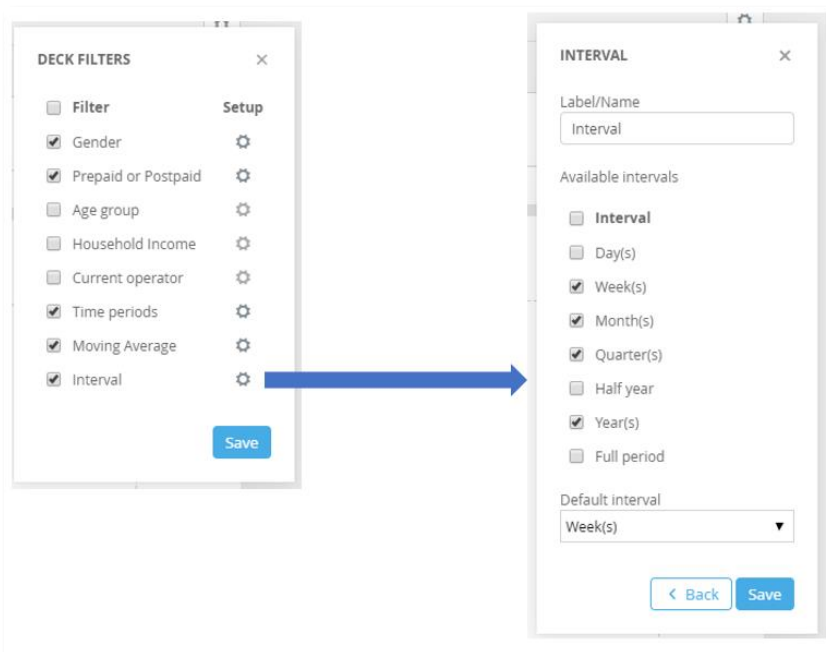 DECK FILTERS
Filter Setup
Gender
Prepaid or Postpaid
Age group
Household Income
Current operator
Time periods
Moving Average
Interval
Save
INTERVAL
Label/Name
Interval
Available intervals
Interval
Day(s)
Week(s)
Month(s)
Quarter(s)
Half year
Year(s)
Full period
Default interval
Week(s)
Back Save